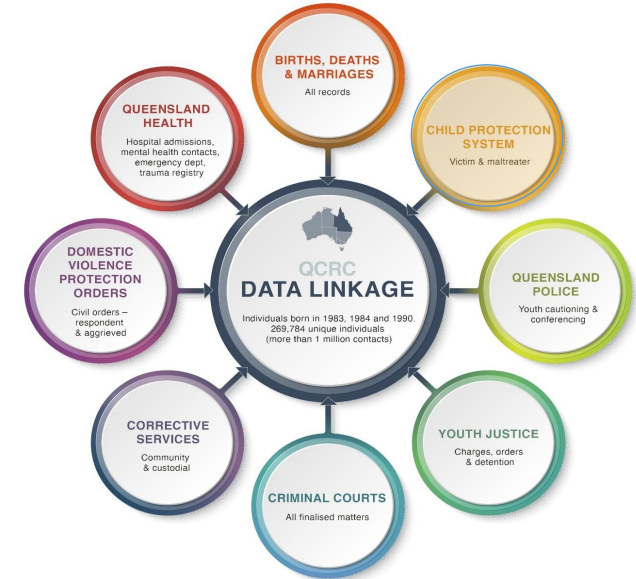 BIRTHS, DEATHS
& MARRIAGES
All records
CHILD PROTECTION
SYSTEM
Victim & maltreater
QUEENSLAND
POLICE
Youth cautioning &
conferencing
YOUTH JUSTICE
Charges, orders
& detention
CRIMINAL COURTS
All finalised matters
CORRECTIVE
SERVICES
Community
& custodial
DOMESTIC
VIOLENCE
PROTECTION
ORDERS
Civil orders –
respondent
& aggrieved
QUEENSLAND
HEALTH
Hospital admissions,
mental health contacts,
emergency dept,
trauma registry
QCRC
DATA LINKAGE
Individuals born in 1983, 1984 and 1990.
269,784 unique individuals
(more than 1 million contacts)